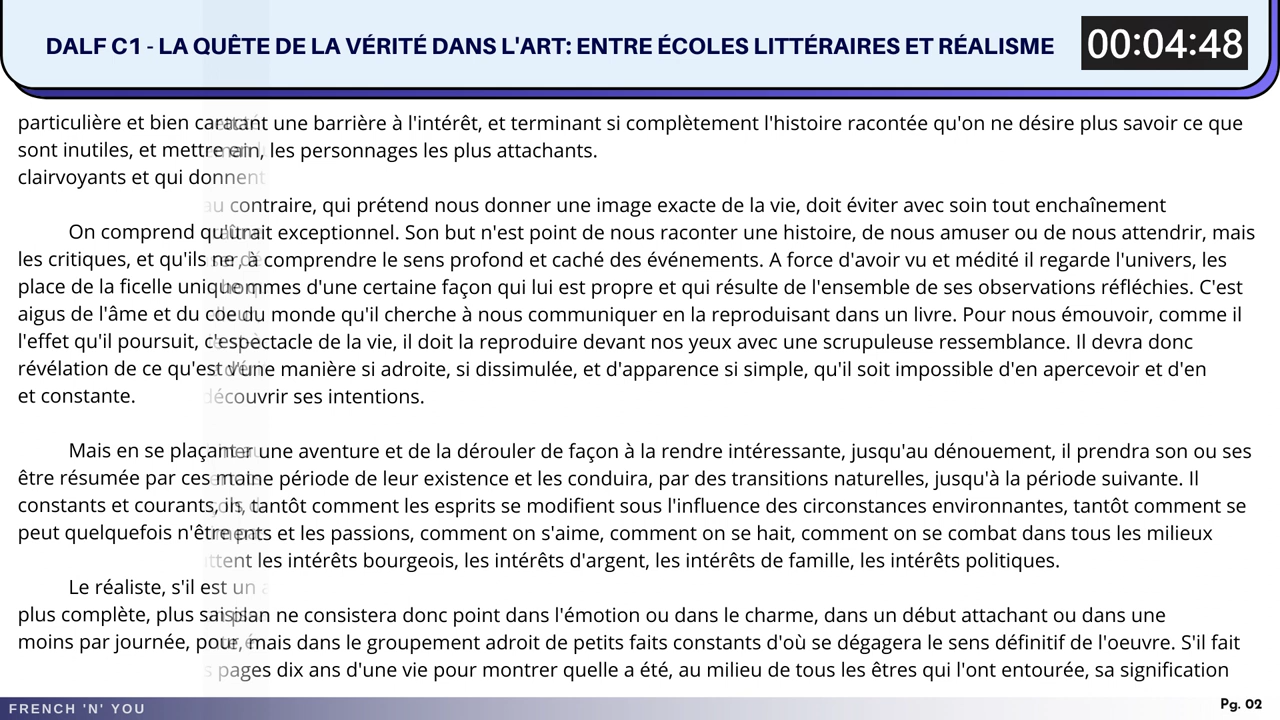 DALF C1 - LA QUÊTE DE LA VÉRITÉ DANS L'ART: ENTRE ÉCOLES LITTÉRAIRES ET RÉALISME
00:04:48
particulière et bien une barrière à l'intérêt, et terminant si complètement l'histoire racontée qu'on ne désire plus savoir ce que
sont inutiles, et les personnages les plus attachants.
clairvoyants et qui donnent
au contraire, qui prétend nous donner une image exacte de la vie, doit éviter avec soin tout enchaînement
On comprend exceptionnel. Son but n'est point de nous raconter une histoire, de nous amuser ou de nous attendrir, mais
les critiques, et qu'ils à comprendre le sens profond et caché des événements. A force d'avoir vu et médité il regarde l'univers, les
place de la ficelle d'une certaine façon qui lui est propre et qui résulte de l'ensemble de ses observations réfléchies. C'est
aigus de l'âme et du du monde qu'il cherche à nous communiquer en la reproduisant dans un livre. Pour nous émouvoir, comme il
l'effet qu'il poursuit, de la vie, il doit la reproduire devant nos yeux avec une scrupuleuse ressemblance. Il devra donc
révélation de ce manière si adroite, si dissimulée, et d'apparence si simple, qu'il soit impossible d'en apercevoir et d'en
et constante. découvrir ses intentions.
Mais en se une aventure et de la dérouler de façon à la rendre intéressante, jusqu'au dénouement, il prendra son ou ses
être résumée par période de leur existence et les conduira, par des transitions naturelles, jusqu'à la période suivante. Il
constants et courants, tantôt comment les esprits se modifient sous l'influence des circonstances environnantes, tantôt comment se
peut quelquefois et les passions, comment on s'aime, comment on se hait, comment on se combat dans tous les milieux
les intérêts bourgeois, les intérêts d'argent, les intérêts de famille, les intérêts politiques.
Le réaliste, s'il est un
plus complète, plus ne consistera donc point dans l'émotion ou dans le charme, dans un début attachant ou dans une
moins par journée, mais dans le groupement adroit de petits faits constants d'où se dégagera le sens définitif de l'oeuvre. S'il fait
pages dix ans d'une vie pour montrer quelle a été, au milieu de tous les êtres qui l'ont entourée, sa signification
FRENCH 'N' YOU
Pg. 02